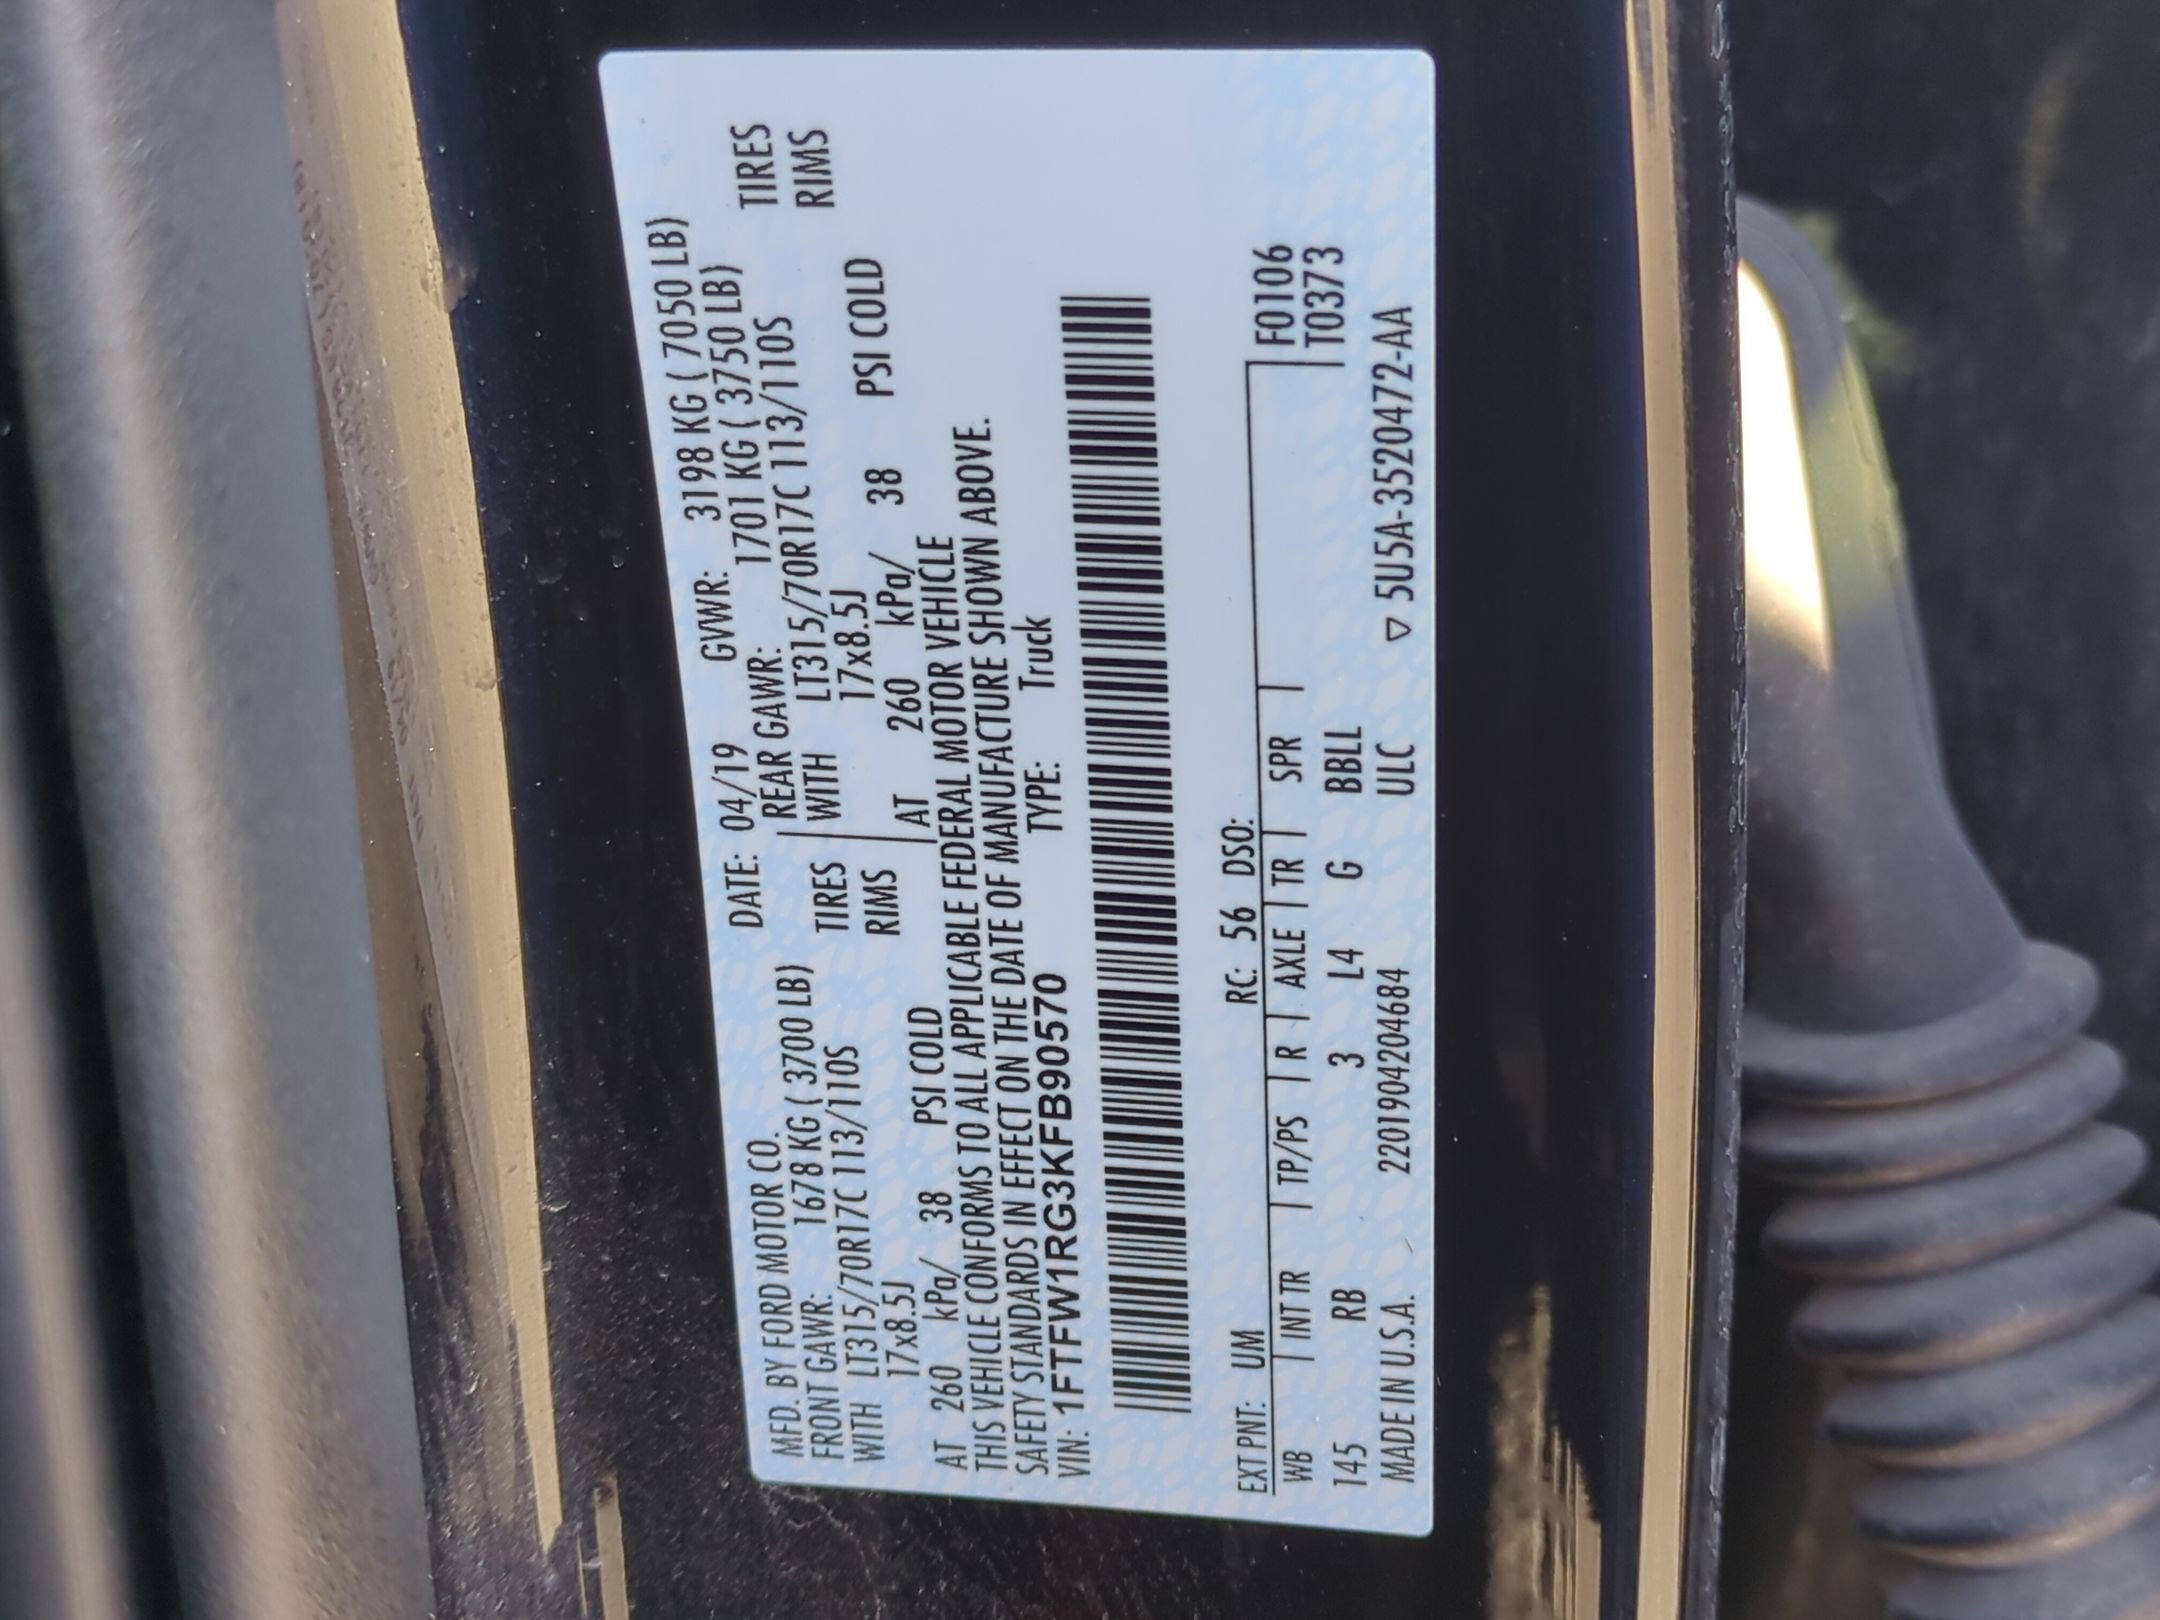 MFD. BY FORD MOTOR CO. DATE: 04/19 GVWR: 3198 KG ( 7050 LB)
FRONT GAWR: 1678 KG ( 3700 LB) REAR GAWR: 1701 KG ( 3750 LB)
WITH LT315/70R17C 113/110S TIRES WITH LT315/70R17C 113/110S TIRES
17x8.5J RIMS 17x8.5J RIMS
AT 260 kPa/ 38 PSI COLD AT 260 kPa/ 38 PSI COLD
THIS VEHICLE CONFORMS TO ALL APPLICABLE FEDERAL MOTOR VEHICLE
SAFETY STANDARDS IN EFFECT ON THE DATE OF MANUFACTURE SHOWN ABOVE.
VIN: 1FTFW1RG3KFB90570 TYPE: Truck
EXT PNT: UM RC: 56 DSO: F0106
WB INT TR TP/PS R AXLE TR SPR T0373
145 RB 3 L4 G BBLL
MADE IN U.S.A. 220190420468​4 ULC ▽ 5U5A-3520472-AA